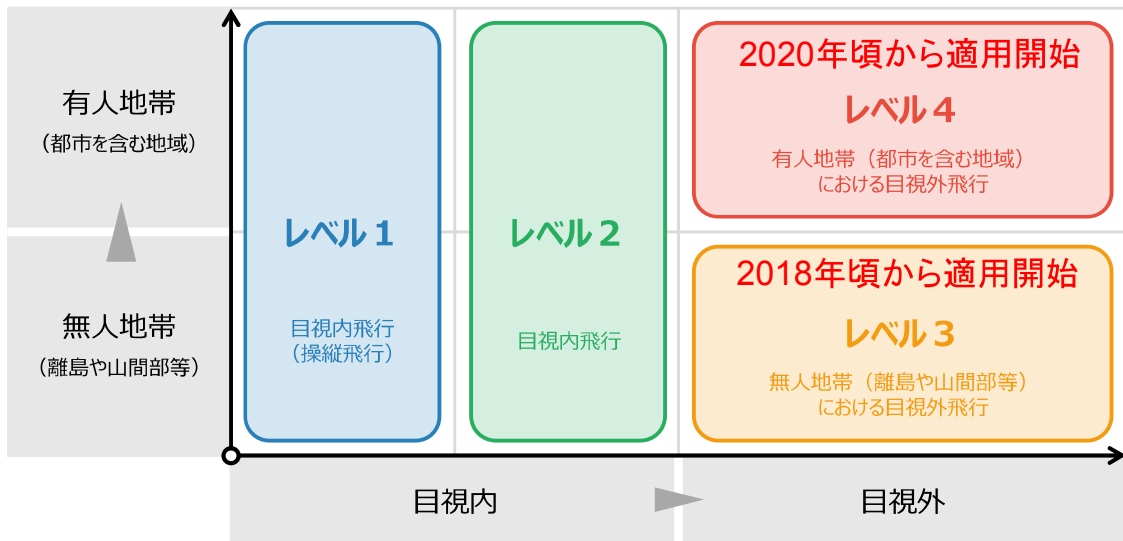 有人地帯
（都市を含む地域）
無人地帯
（離島や山間部等）
レベル１
目視内飛行
（操縦飛行）
レベル２
目視内飛行
2020年頃から適用開始
レベル４
有人地帯（都市を含む地域）
における目視外飛行
2018年頃から適用開始
レベル３
無人地帯（離島や山間部等）
における目視外飛行
目視内
目視外